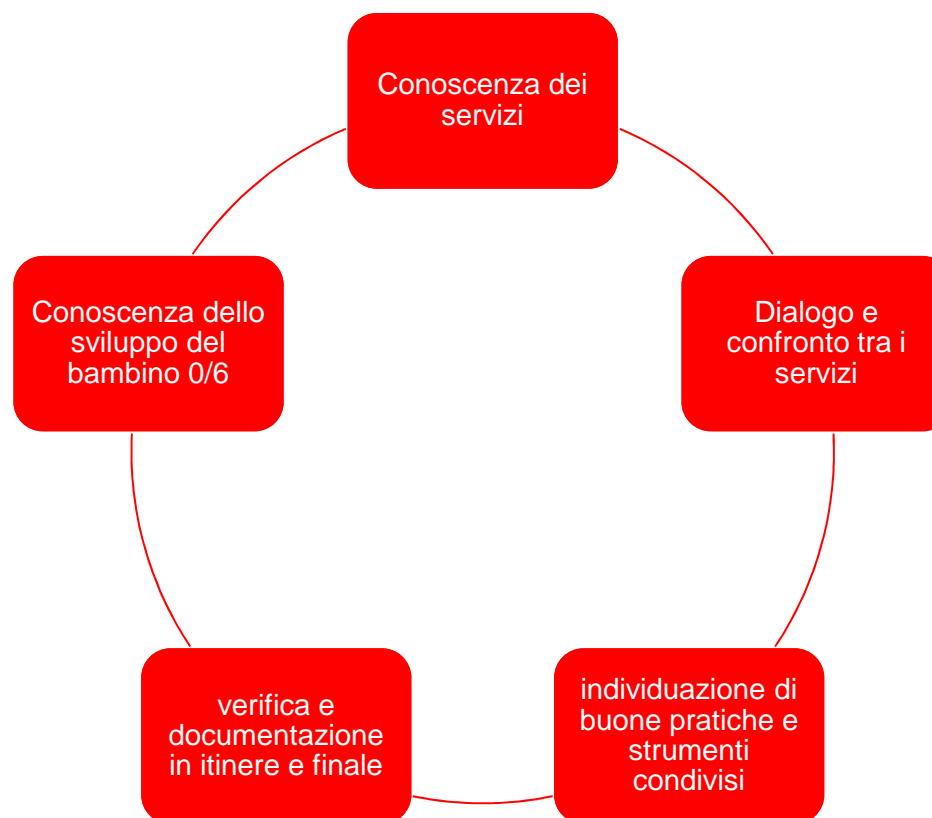 Conoscenza dei
servizi
Dialogo e
confronto tra i
servizi
individuazione di
buone pratiche e
strumenti
condivisi
verifica e
documentazione
in itinere e finale
Conoscenza dello
sviluppo del
bambino 0/6